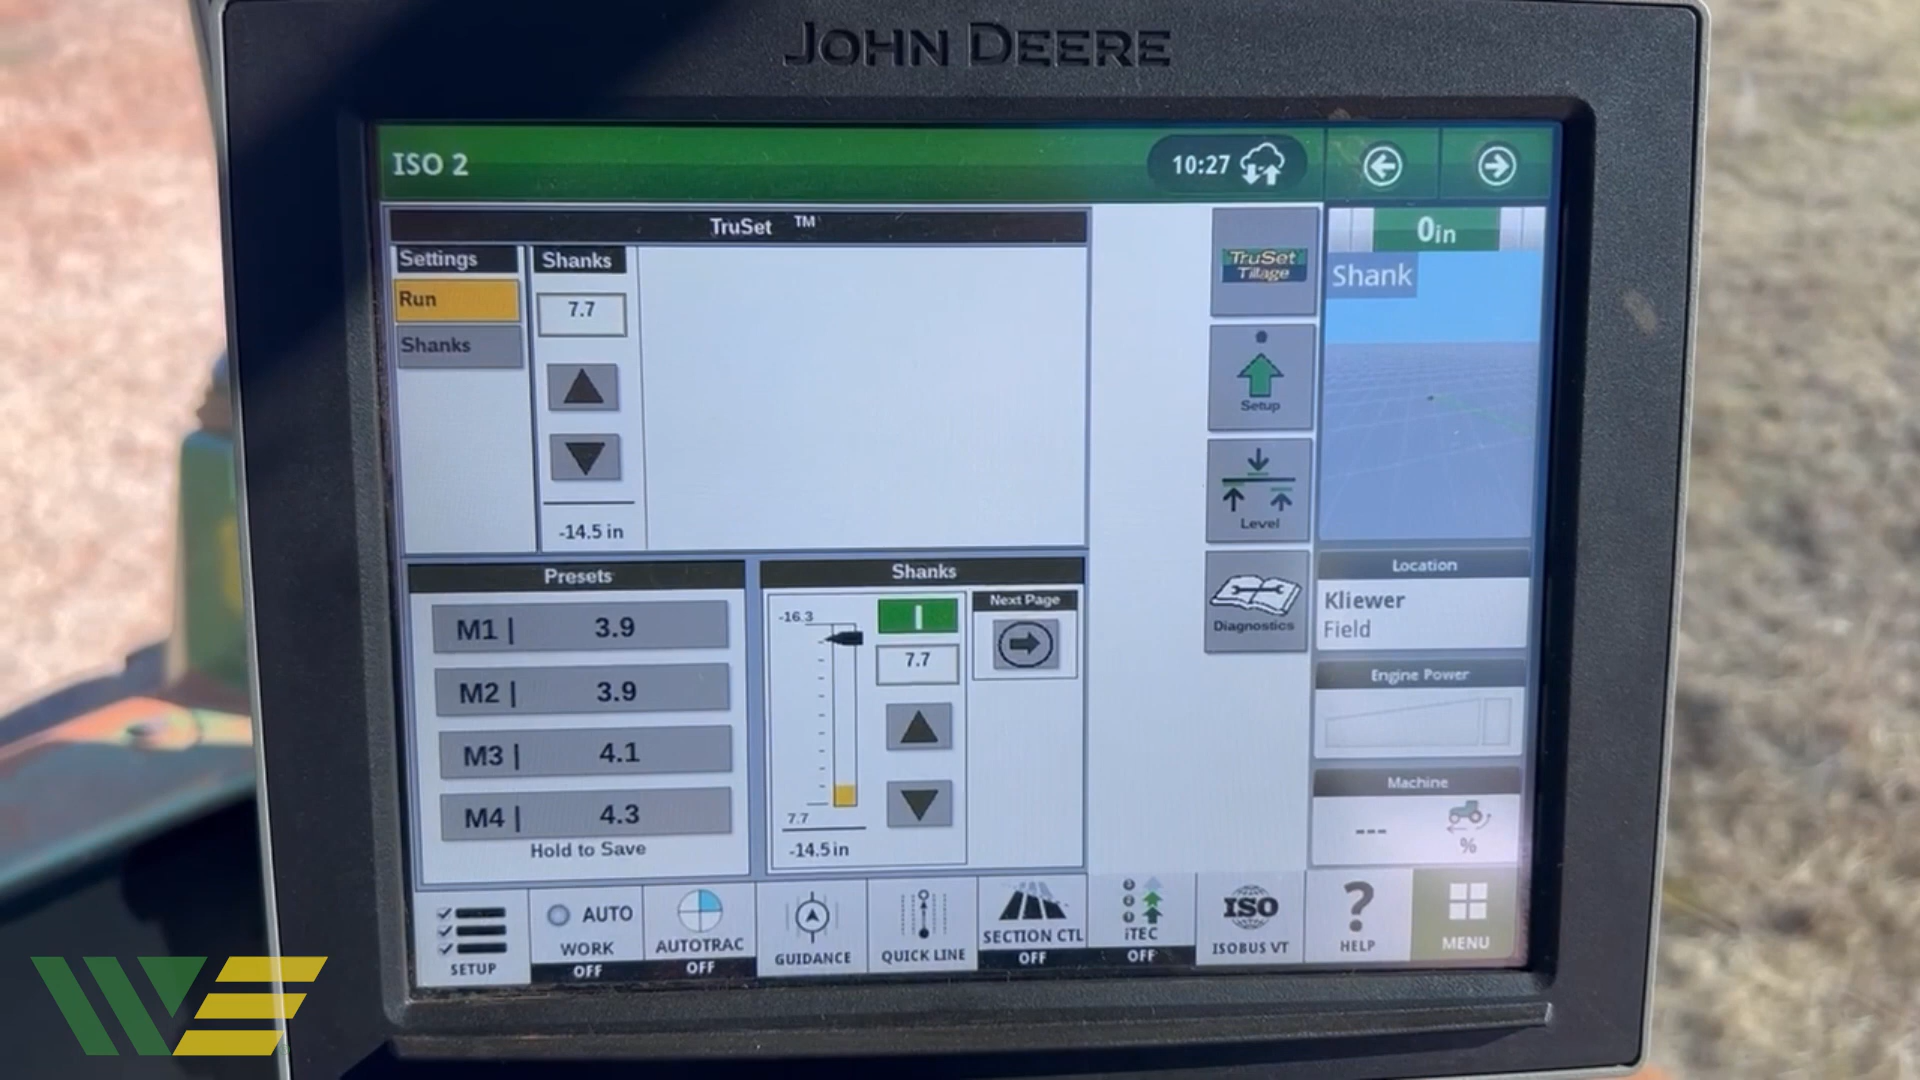 JOHN DEERE
ISO 2
10:27
TruSet ™
Settings
Run
Shanks
Shanks
7.7
-14.5 in
TruSet
Tillage
Setup
Level
Diagnostics
0in
Shank
Presets
M1 | 3.9
M2 | 3.9
M3 | 4.1
M4 | 4.3
Hold to Save
Shanks
-16.3
7.7
7.7
-14.5 in
Next Page
Location
Kliewer
Field
Engine Power
Machine
---
%
SETUP
AUTO
WORK
OFF
AUTOTRAC
OFF
GUIDANCE
QUICK LINE
SECTION CTL
OFF
3
2
1
iTEC
OFF
ISO
ISOBUS VT
?
HELP
MENU
WE